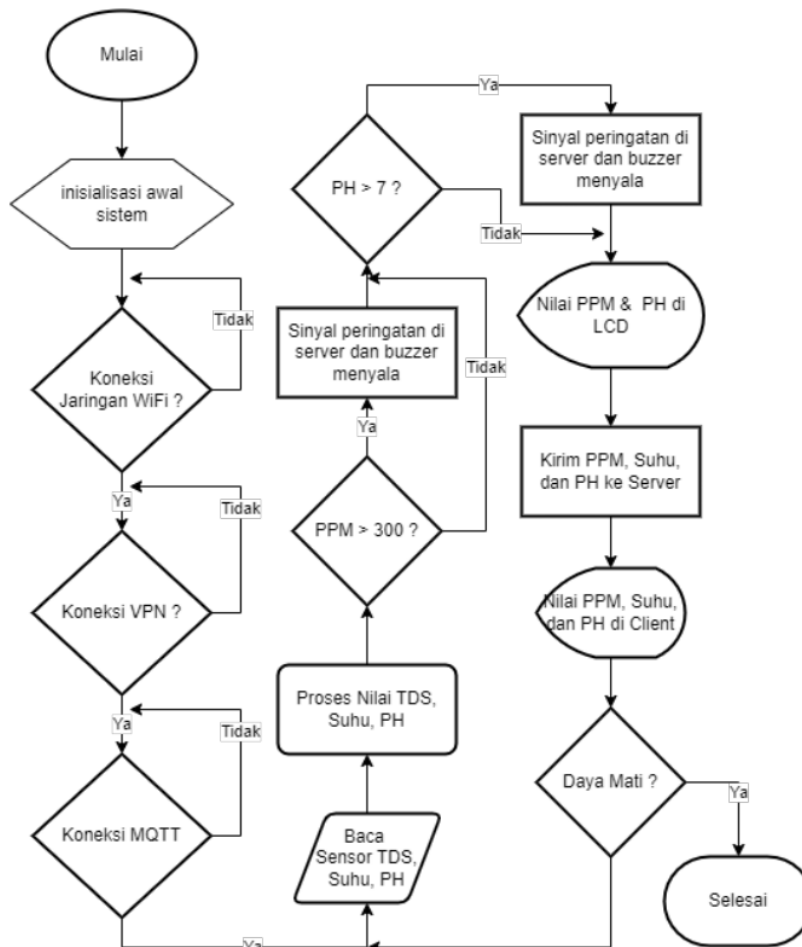 Mulai
inisialisasi awal
sistem
Tidak
Koneksi
Jaringan WiFi ?
Ya
Tidak
Koneksi VPN ?
Ya
Tidak
Koneksi MQTT
Ya
Baca
Sensor TDS,
Suhu, PH
Proses Nilai TDS,
Suhu, PH
PPM > 300 ?
Ya
Tidak
Sinyal peringatan di
server dan buzzer
menyala
PH > 7 ?
Ya
Tidak
Sinyal peringatan di
server dan buzzer
menyala
Nilai PPM & PH di
LCD
Kirim PPM, Suhu,
dan PH ke Server
Nilai PPM, Suhu,
dan PH di Client
Daya Mati ?
Ya
Selesai